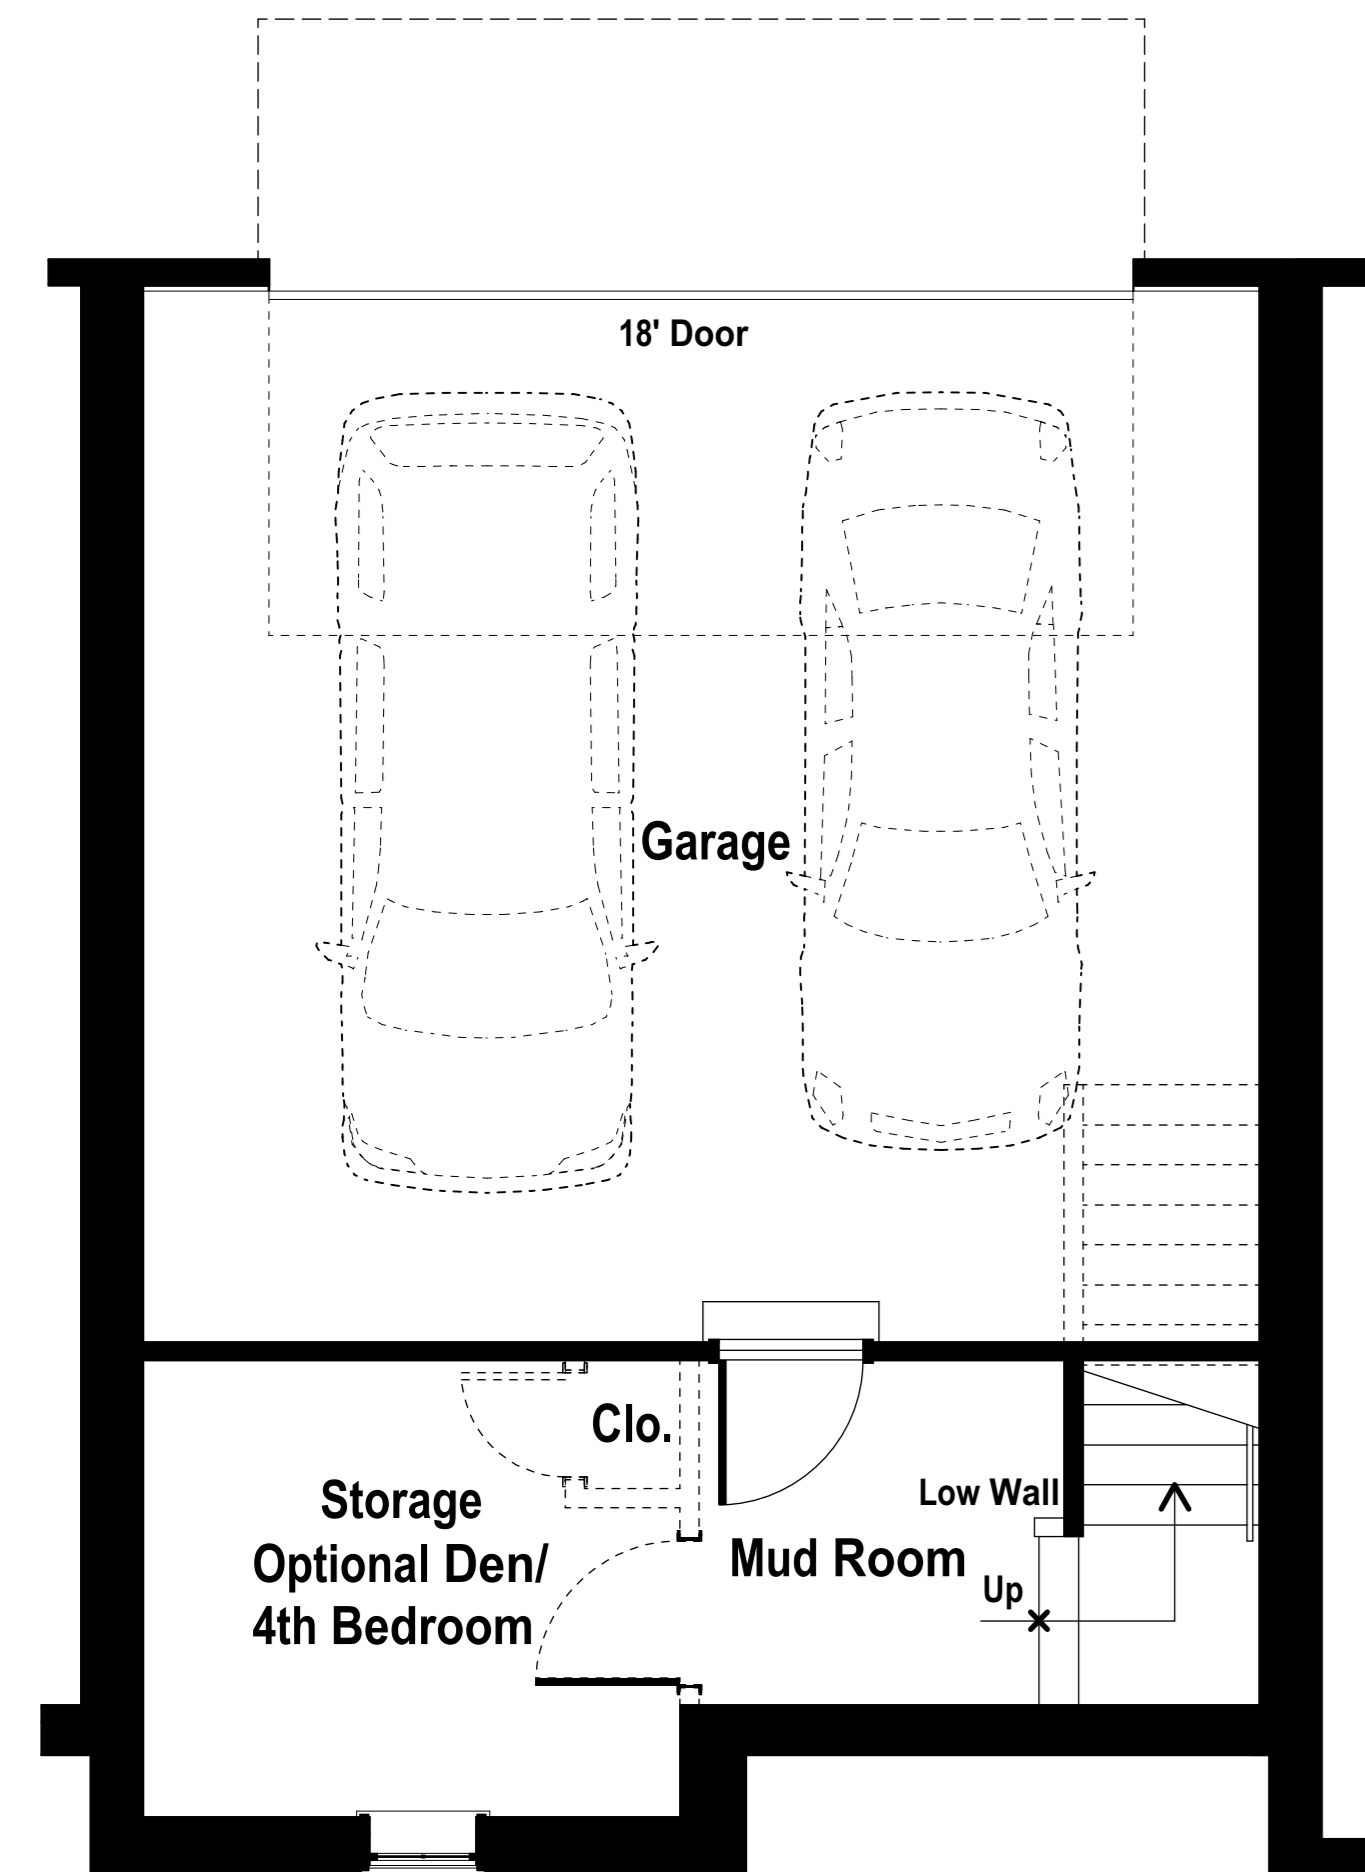 18' Door
Garage
Clo.
Storage
Optional Den/
4th Bedroom
Low Wall
Mud Room
Up